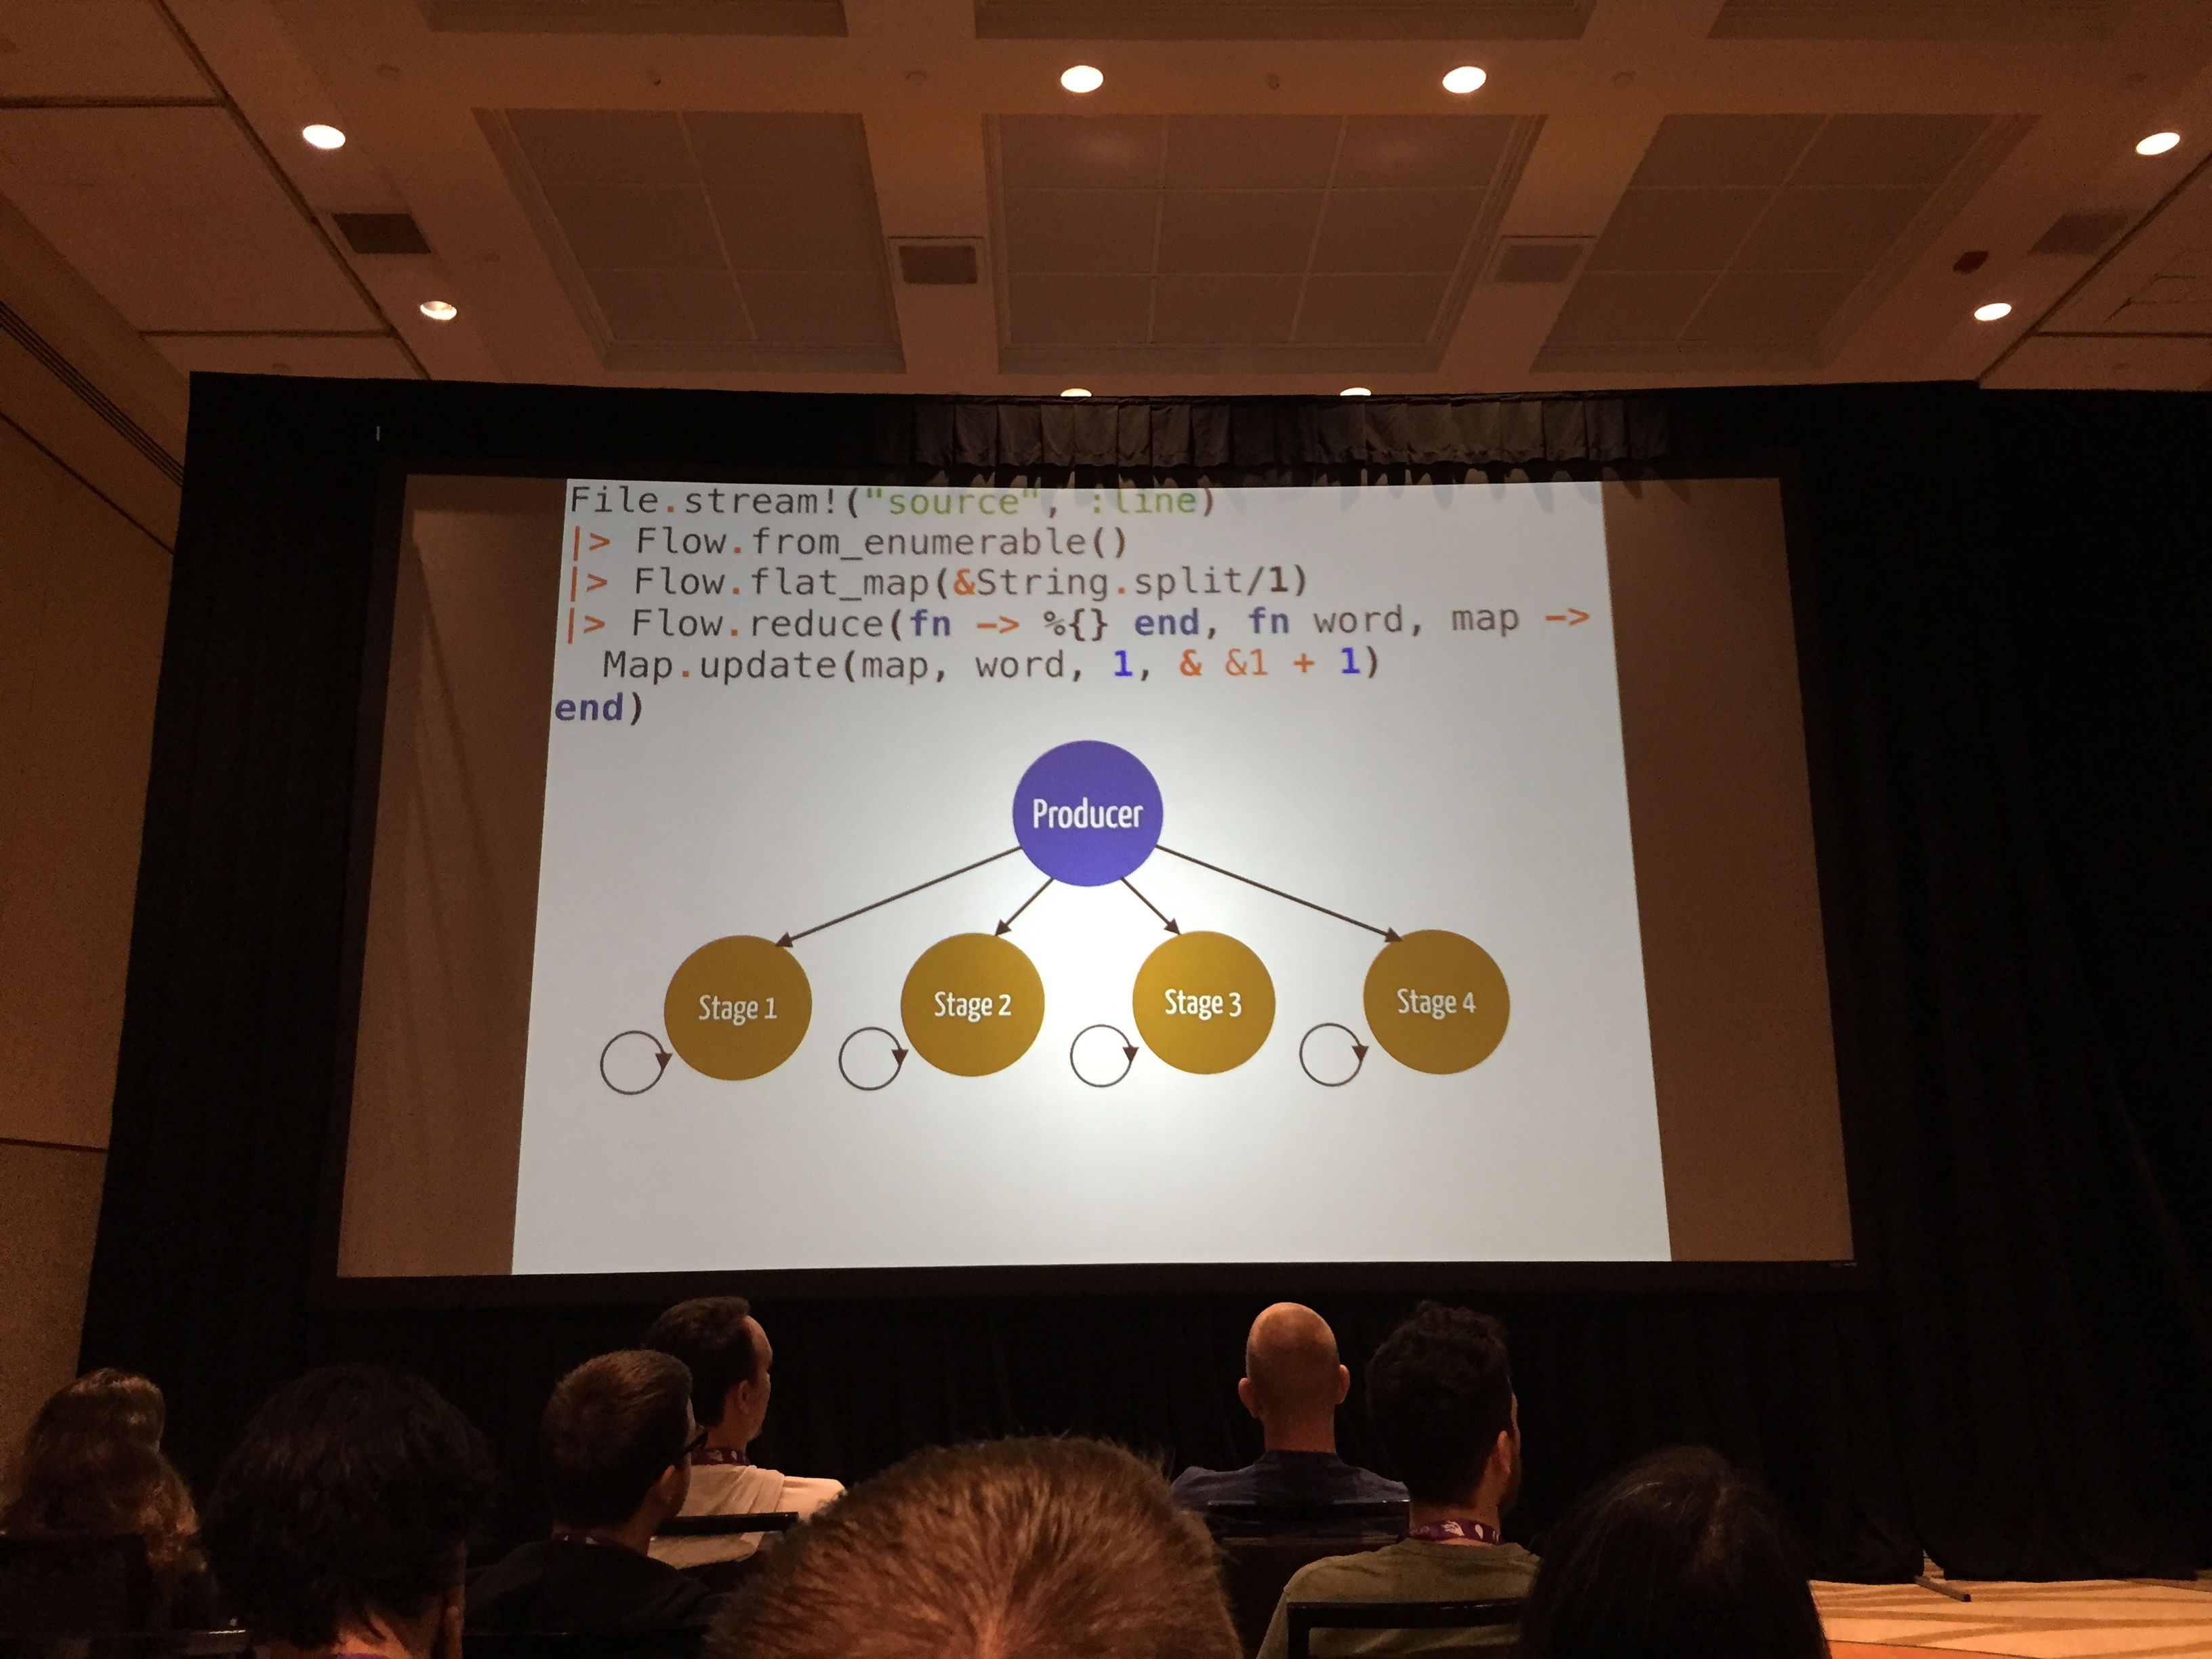 File.stream!("source", :line)
|> Flow.from_enumerable()
|> Flow.flat_map(&String.split/1)
|> Flow.reduce(fn -> %{} end, fn word, map ->
Map.update(map, word, 1, & &1 + 1)
end)
Producer
Stage 1
Stage 2
Stage 3
Stage 4